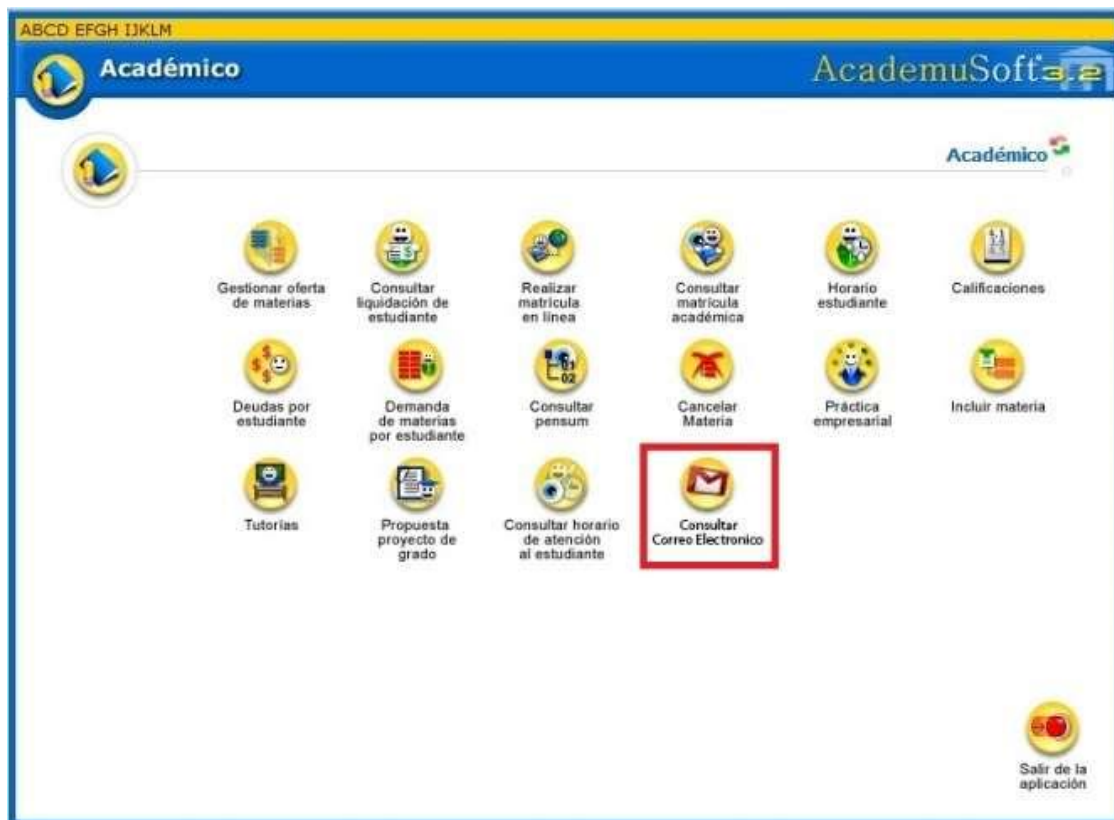 ABCD EFGH IJKLM
Académico
AcademuSoft 3.2
Académico
Gestionar oferta
de materias
Consultar
liquidación de
estudiante
Realizar
matrícula
en línea
Consultar
matrícula
académica
Horario
estudiante
Calificaciones
Deudas por
estudiante
Demanda
de materias
por estudiante
Consultar
pensum
Cancelar
Materia
Práctica
empresarial
Incluir materia
Tutorías
Propuesta
proyecto de
grado
Consultar horario
de atención
al estudiante
Consultar
Correo Electronico
Salir de la
aplicación